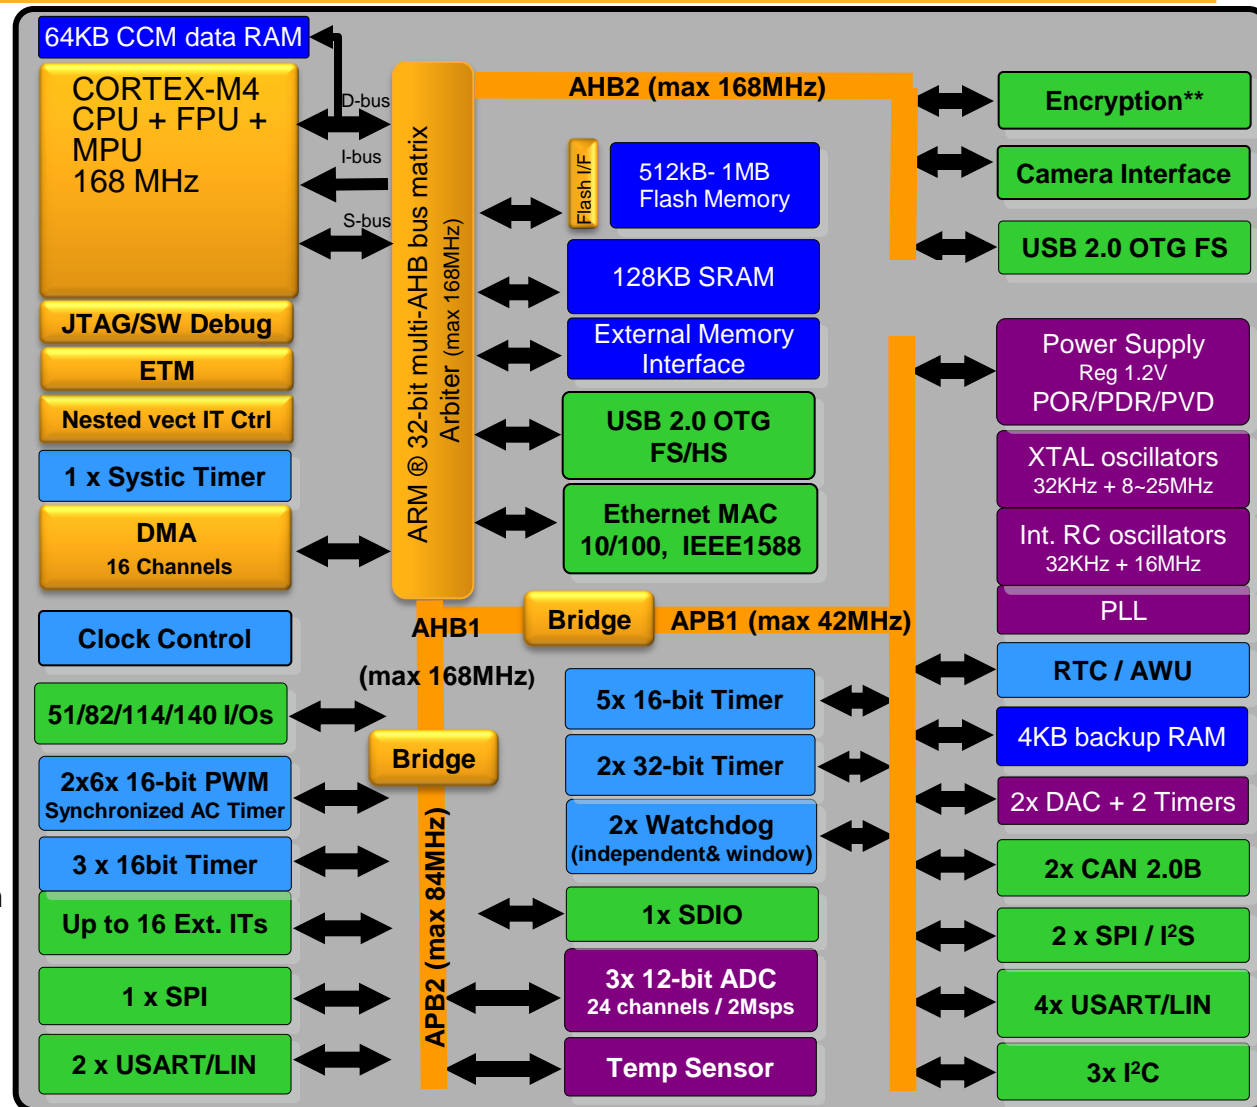 64KB CCM data RAM
CORTEX-M4
CPU + FPU +
MPU
168 MHz
D-bus
I-bus
S-bus
JTAG/SW Debug
ETM
Nested vect IT Ctrl
1 x Systic Timer
DMA
16 Channels
Clock Control
51/82/114/140 I/Os
2x6x 16-bit PWM
Synchronized AC Timer
3 x 16bit Timer
Up to 16 Ext. ITs
1 x SPI
2 x USART/LIN
ARM ® 32-bit multi-AHB bus matrix
Arbiter (max 168MHz)
AHB1
(max 168MHz)
Bridge
APB2 (max 84MHz)
AHB2 (max 168MHz)
Flash I/F
512kB- 1MB
Flash Memory
128KB SRAM
External Memory
Interface
USB 2.0 OTG
FS/HS
Ethernet MAC
10/100, IEEE1588
Bridge
APB1 (max 42MHz)
5x 16-bit Timer
2x 32-bit Timer
2x Watchdog
(independent& window)
1x SDIO
3x 12-bit ADC
24 channels / 2Msps
Temp Sensor
Encryption**
Camera Interface
USB 2.0 OTG FS
Power Supply
Reg 1.2V
POR/PDR/PVD
XTAL oscillators
32KHz + 8~25MHz
Int. RC oscillators
32KHz + 16MHz
PLL
RTC / AWU
4KB backup RAM
2x DAC + 2 Timers
2x CAN 2.0B
2 x SPI / I²S
4x USART/LIN
3x I²C